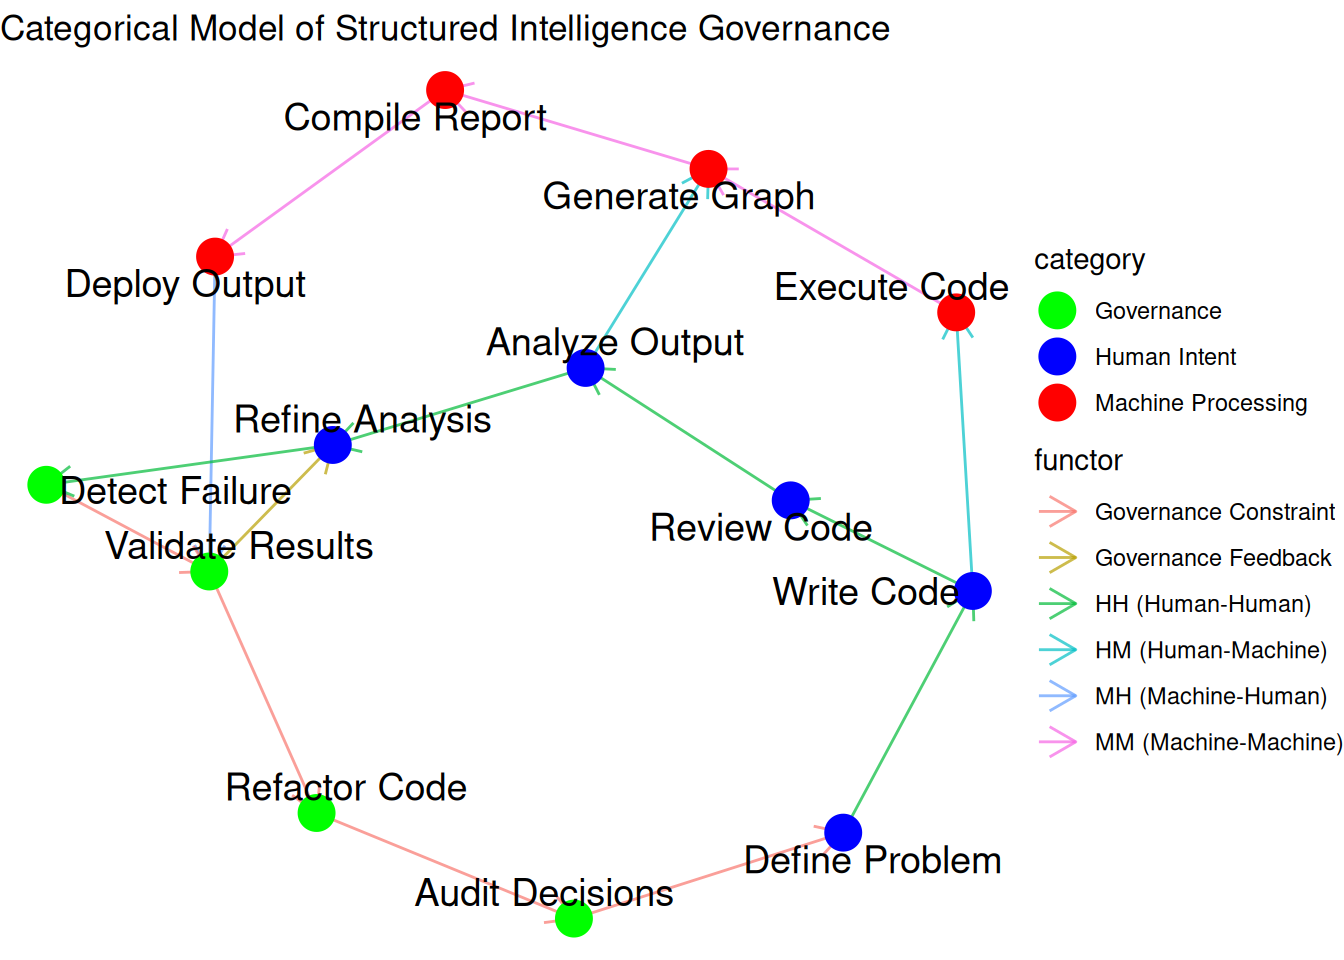 Categorical Model of Structured Intelligence Governance
Compile Report
Generate Graph
Deploy Output
Execute Code
Analyze Output
Refine Analysis
Detect Failure
Validate Results
Review Code
Write Code
Refactor Code
Define Problem
Audit Decisions
category
Governance
Human Intent
Machine Processing
functor
Governance Constraint
Governance Feedback
HH (Human-Human)
HM (Human-Machine)
MH (Machine-Human)
MM (Machine-Machine)